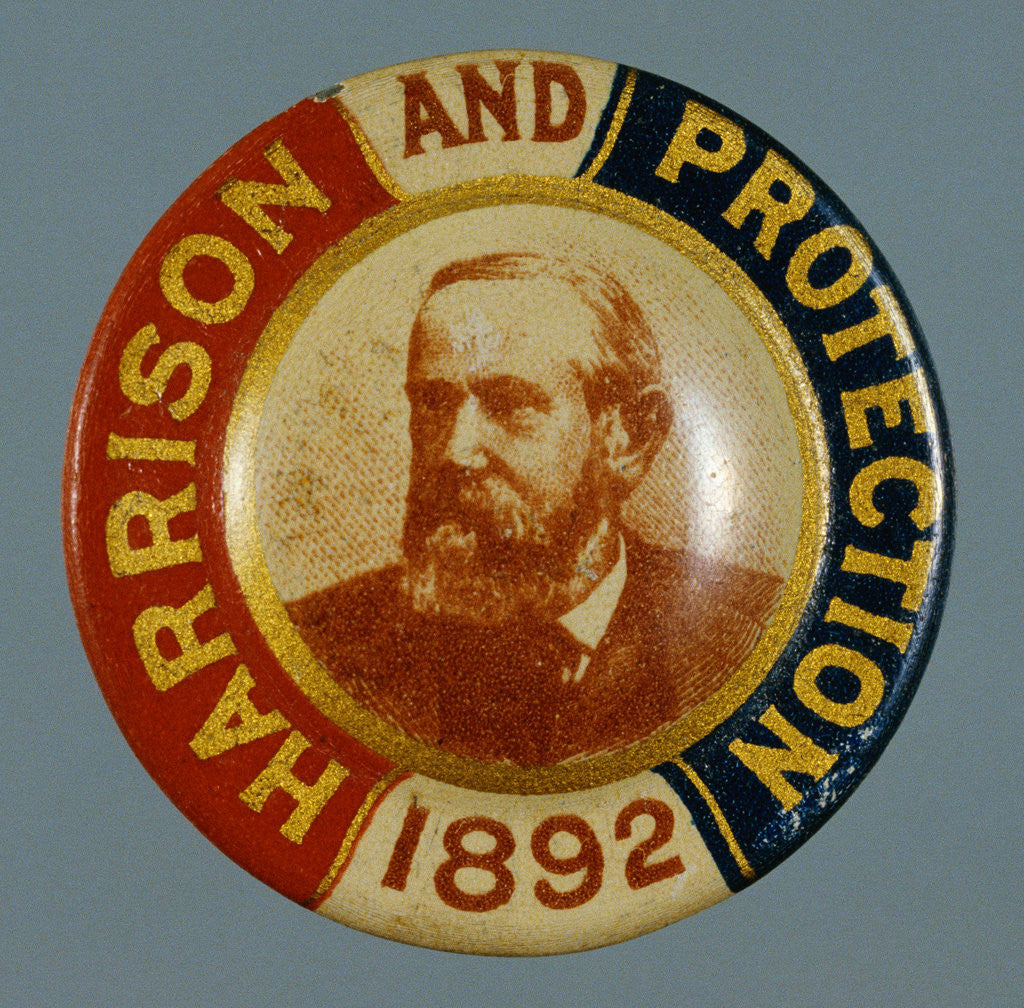 HARRISON
AND
PROTECTION
1892